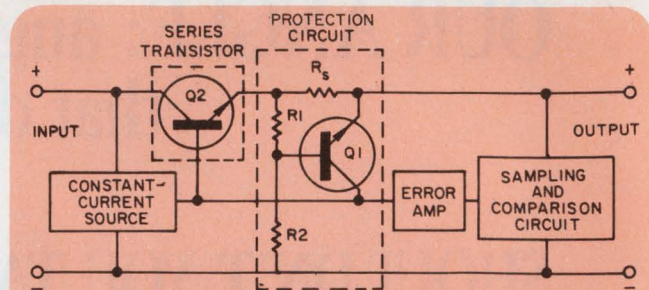 SERIES
TRANSISTOR
PROTECTION
CIRCUIT
+
Q2
Rs
+
INPUT
R1
Q1
OUTPUT
CONSTANT-
CURRENT
SOURCE
R2
ERROR
AMP
SAMPLING
AND
COMPARISON
CIRCUIT
−
−